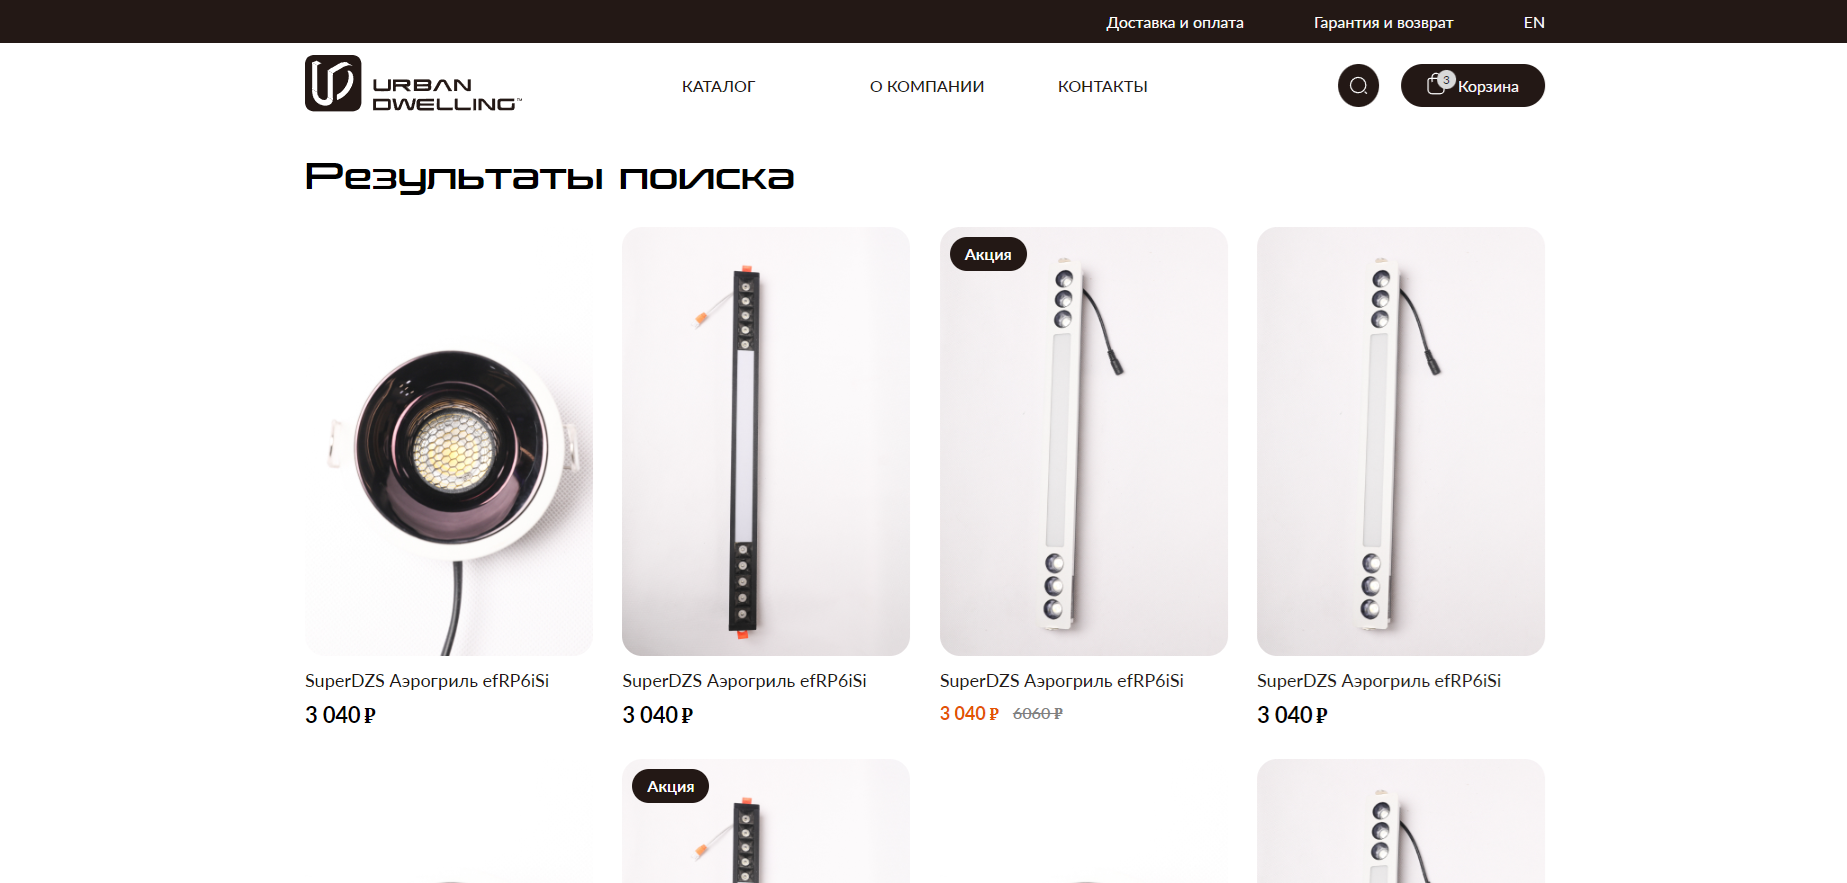 Доставка и оплата
Гарантия и возврат
EN
URBAN
DWELLING™
КАТАЛОГ
О КОМПАНИИ
КОНТАКТЫ
3
Корзина
Результаты поиска
Акция
SuperDZS Аэрогриль efRP6iSi
SuperDZS Аэрогриль efRP6iSi
SuperDZS Аэрогриль efRP6iSi
SuperDZS Аэрогриль efRP6iSi
3 040 ₽
3 040 ₽
3 040 ₽ 6060 ₽
3 040 ₽
Акция